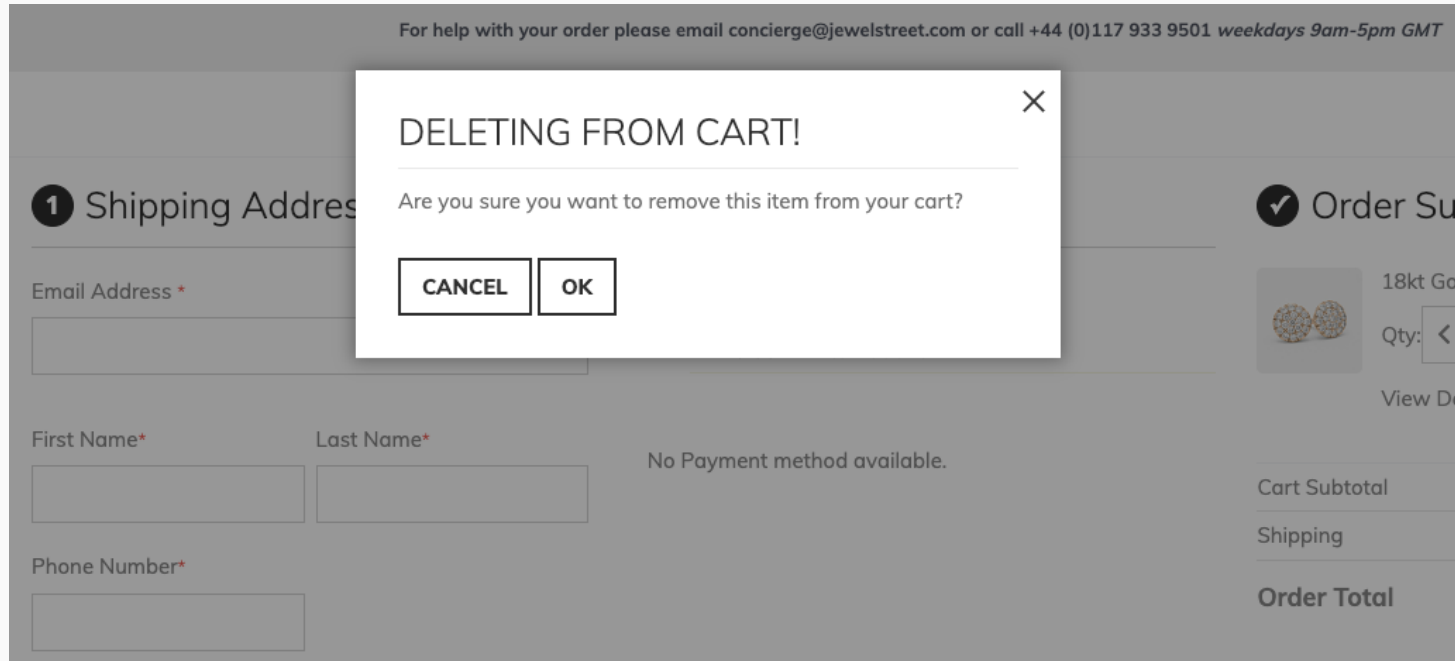 For help with your order please email concierge@jewelstreet.com or call +44 (0)117 933 9501 weekdays 9am-5pm GMT
DELETING FROM CART!
Are you sure you want to remove this item from your cart?
CANCEL OK
1 Shipping Addres
Email Address *
First Name* Last Name*
Phone Number*
No Payment method available.
Order Su
18kt Go
Qty:
View De
Cart Subtotal
Shipping
Order Total